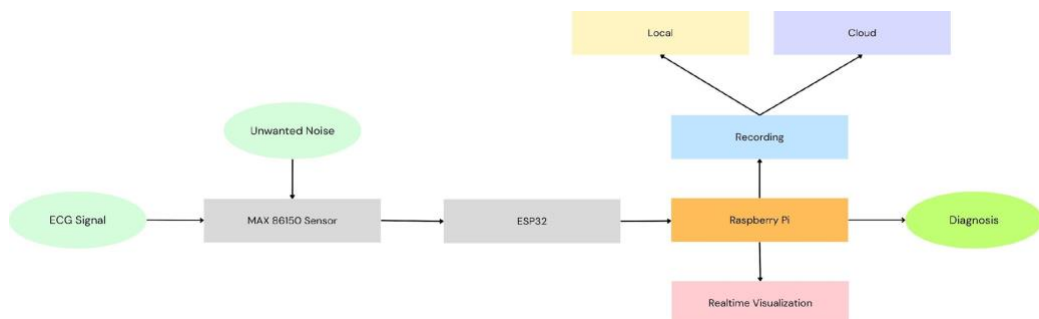 Local
Cloud
Unwanted Noise
Recording
ECG Signal
MAX 86150 Sensor
ESP32
Raspberry Pi
Diagnosis
Realtime Visualization